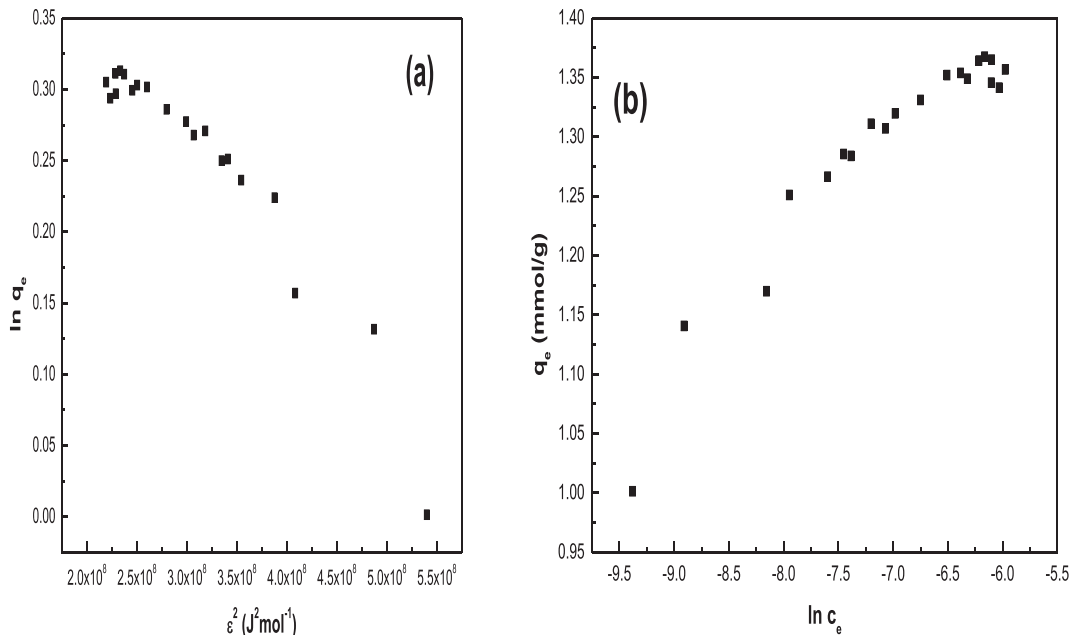 (a)
0.35
0.30
0.25
0.20
0.15
0.10
0.05
0.00
ln qₑ
2.0x10⁸ 2.5x10⁸ 3.0x10⁸ 3.5x10⁸ 4.0x10⁸ 4.5x10⁸ 5.0x10⁸ 5.5x10⁸
ε² (J²mol⁻¹)
(b)
1.40
1.35
1.30
1.25
1.20
1.15
1.10
1.05
1.00
0.95
qₑ (mmol/g)
-9.5 -9.0 -8.5 -8.0 -7.5 -7.0 -6.5 -6.0 -5.5
ln cₑ